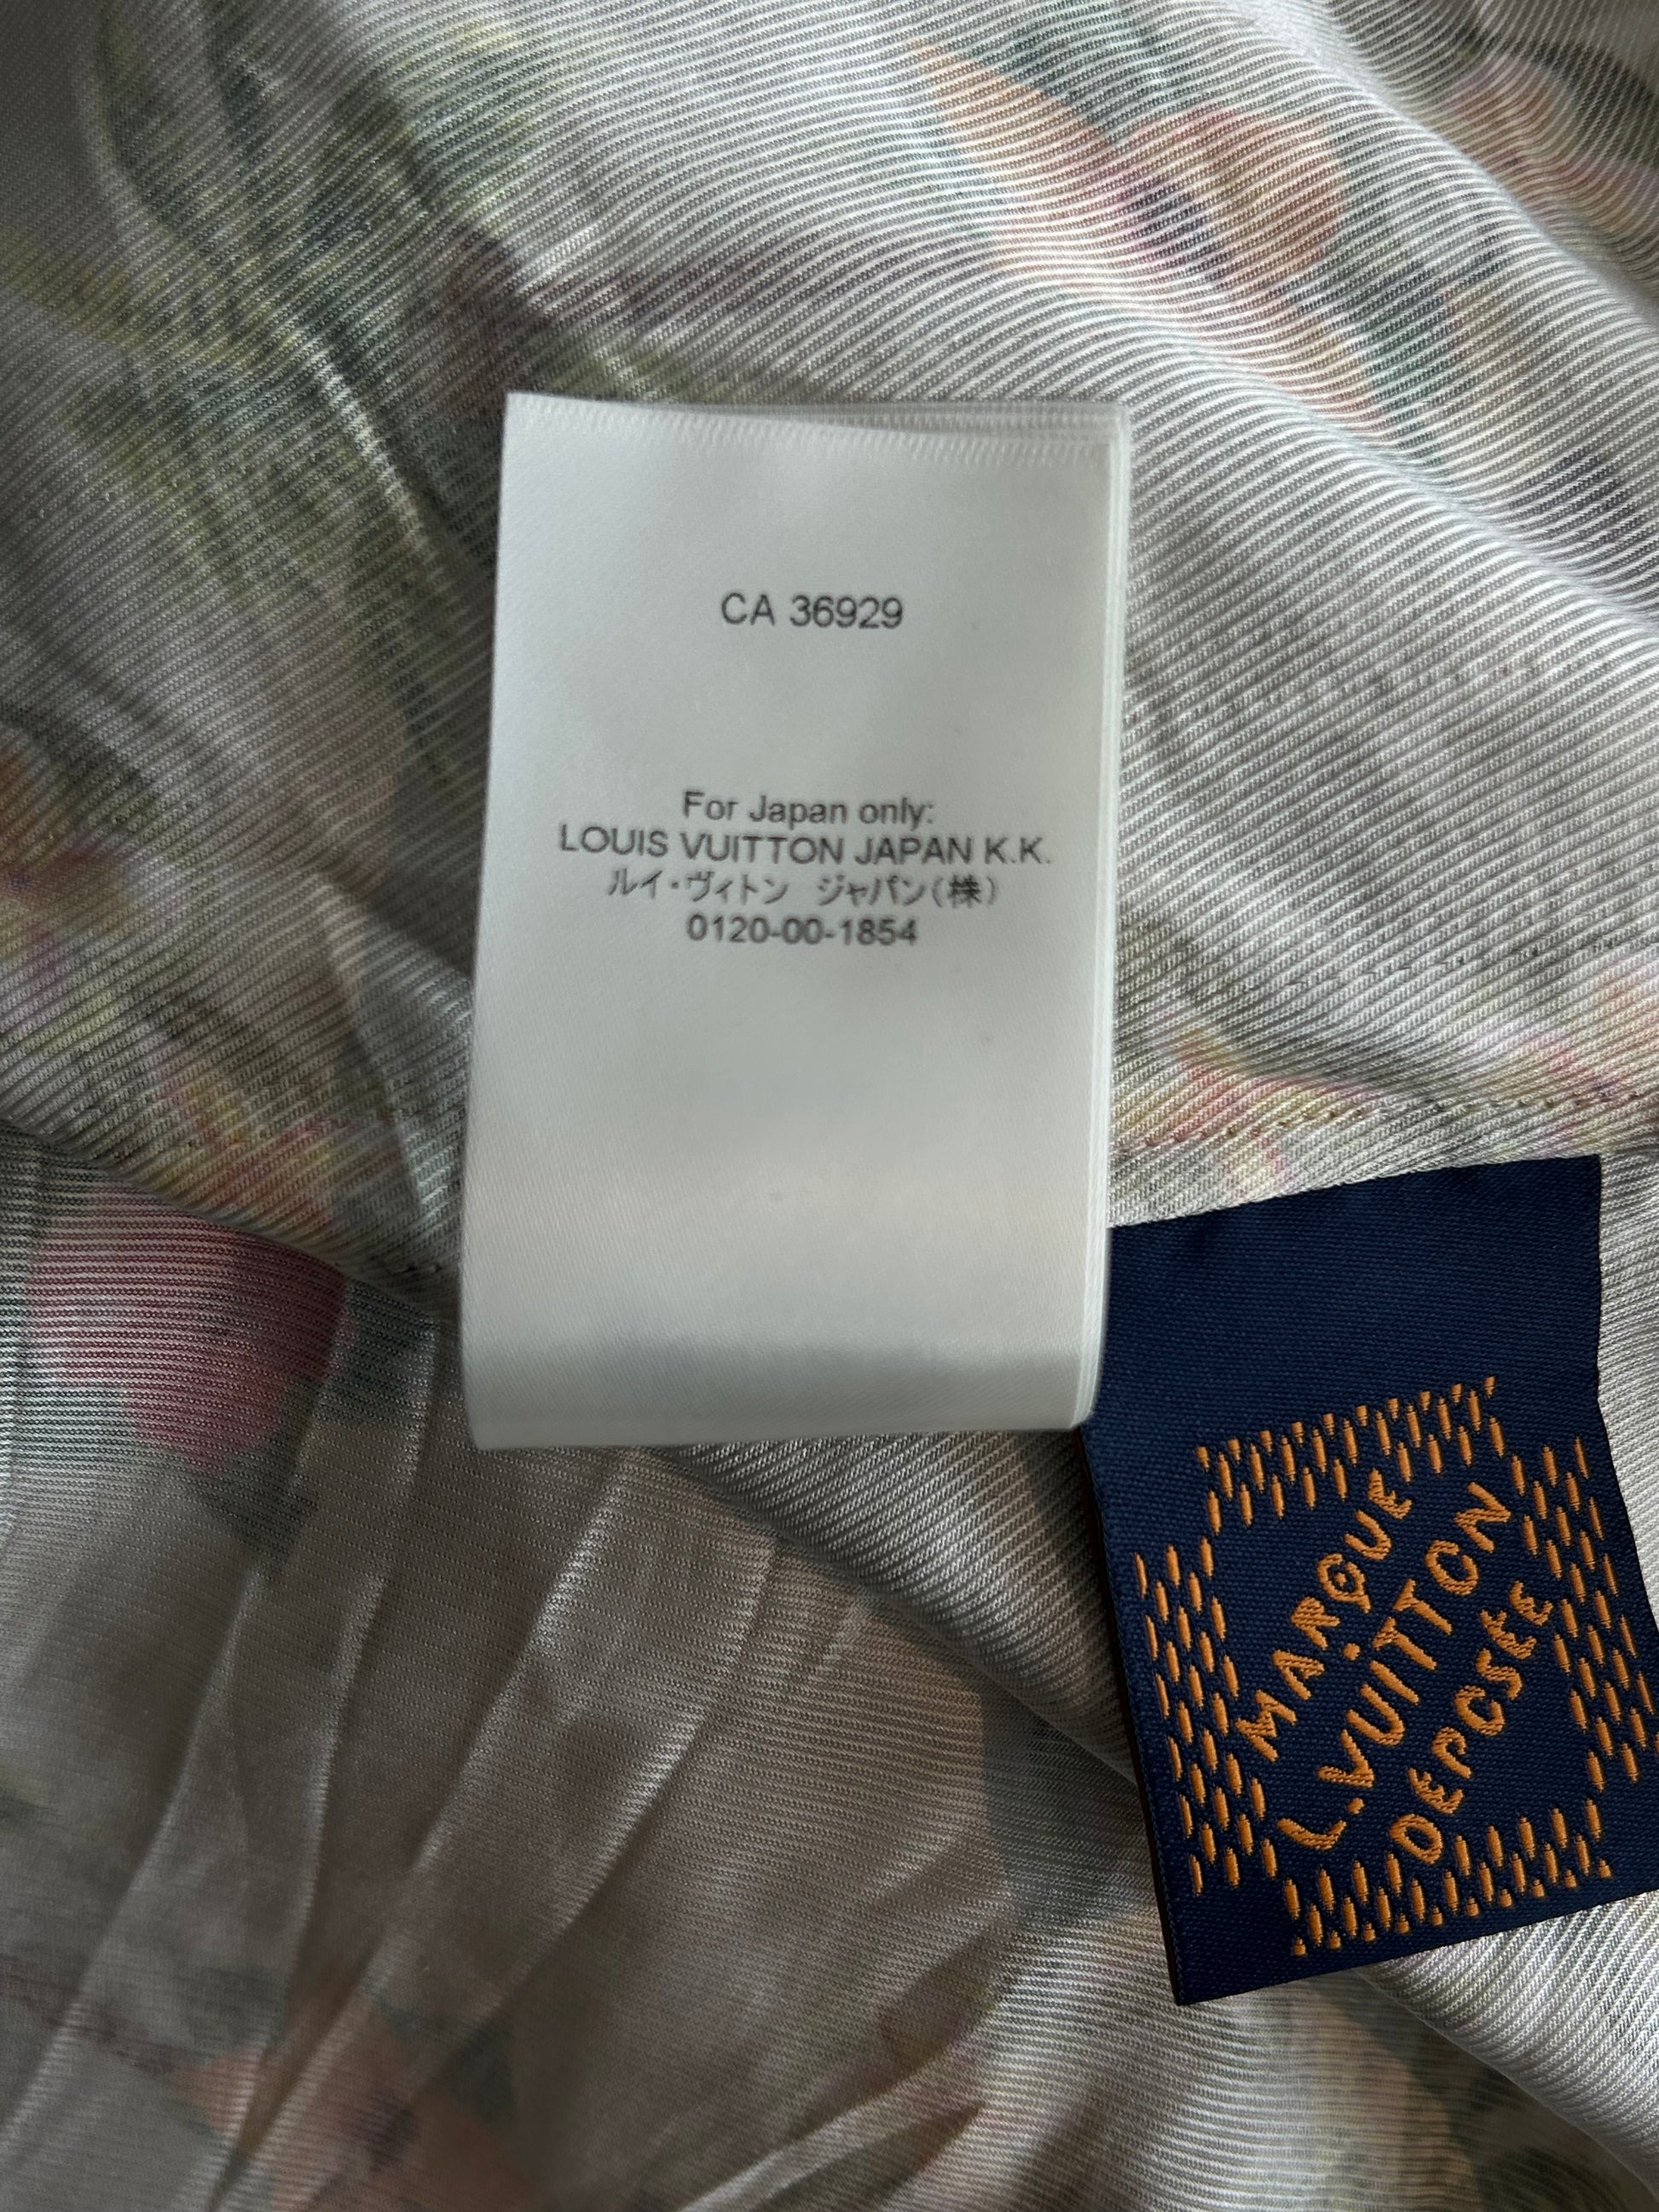 CA 36929
For Japan only:
LOUIS VUITTON JAPAN K.K.
ルイ・ヴィトン　ジャパン（株）
0120-00-1854
MARQUE
L.VUITTON
DEPOSÉE